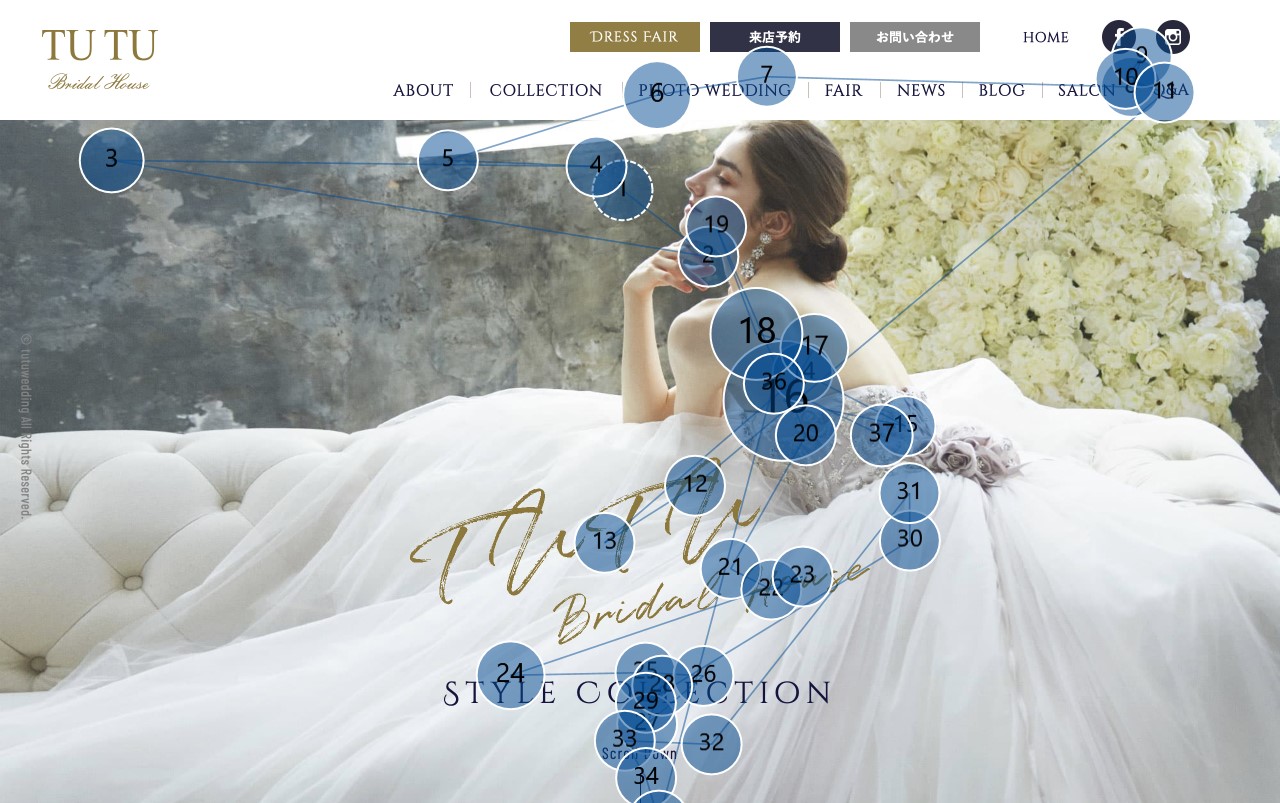 TU TU
Bridal House
DRESS FAIR
来店予約
お問い合わせ
HOME
ABOUT
COLLECTION
PHOTO WEDDING
FAIR
NEWS
BLOG
SALON
Q&A
© tutuwedding All Rights Reserved.
TUTU
Bridal House
STYLE COLLECTION
Scroll Down
1
2
3
4
5
6
7
9
10
11
12
13
15
16
17
18
19
20
21
22
23
24
25
26
27
28
29
30
31
32
33
34
36
37